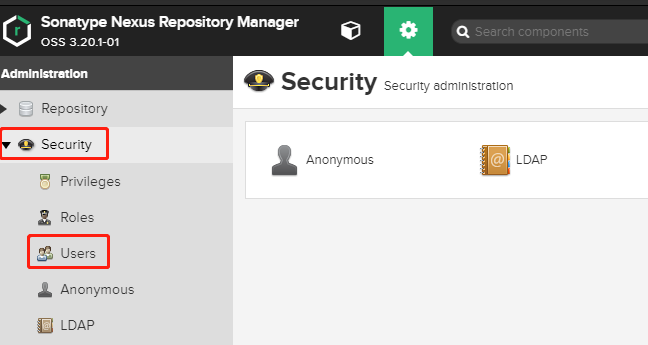 Sonatype Nexus Repository Manager
OSS 3.20.1-01
Search components
Administration
Repository
Security
Privileges
Roles
Users
Anonymous
LDAP
Security Security administration
Anonymous
LDAP